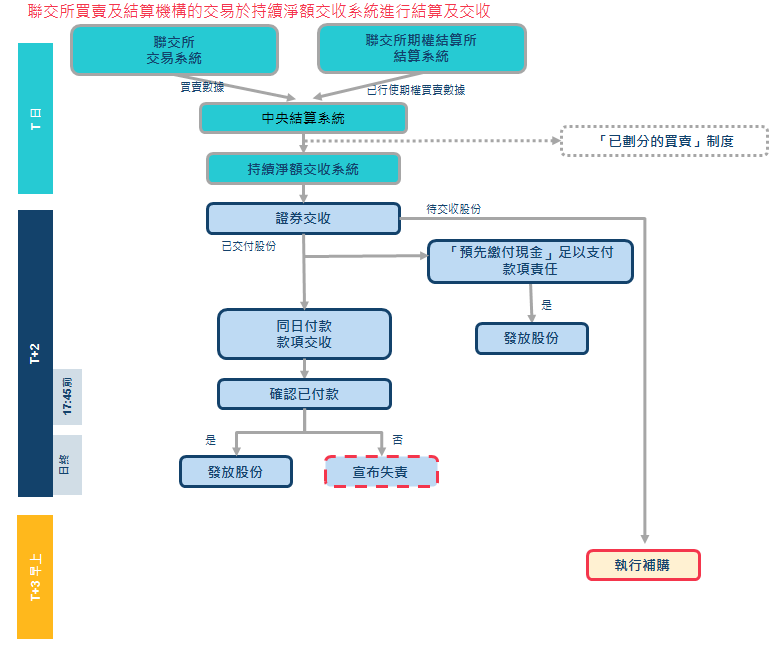 聯交所買賣及結算機構的交易於持續淨額交收系統進行結算及交收
聯交所
交易系統
聯交所期權結算所
結算系統
買賣數據
已行使期權買賣數據
T 日
中央結算系統
「已劃分的買賣」制度
持續淨額交收系統
證券交收
待交收股份
已交付股份
「預先繳付現金」足以支付
款項責任
是
同日付款
款項交收
發放股份
T+2
17:45前
確認已付款
是
否
日終
發放股份
宣布失責
T+3 早上
執行補購